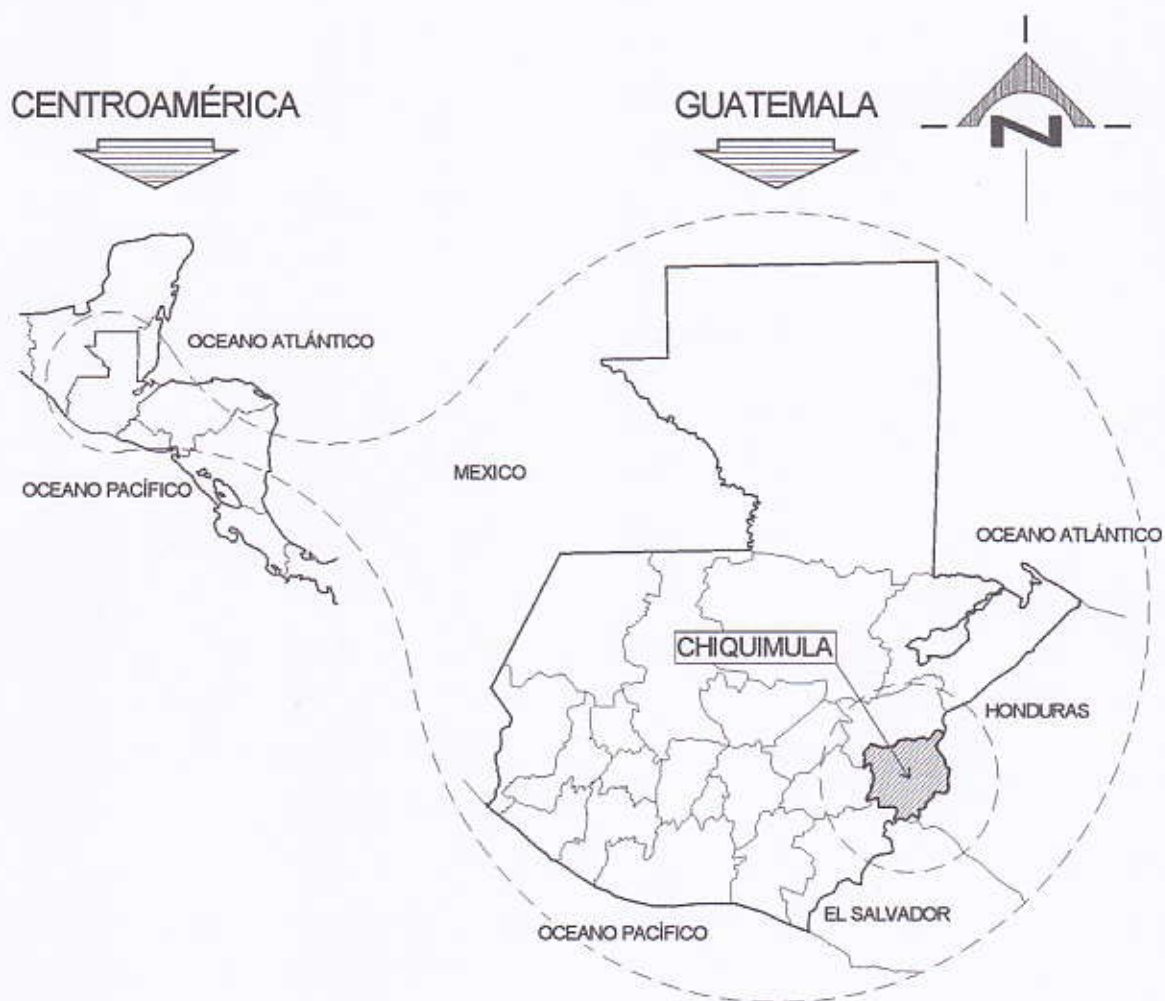 CENTROAMÉRICA
GUATEMALA
N
OCEANO ATLÁNTICO
OCEANO PACÍFICO
MEXICO
OCEANO ATLÁNTICO
CHIQUIMULA
HONDURAS
EL SALVADOR
OCEANO PACÍFICO